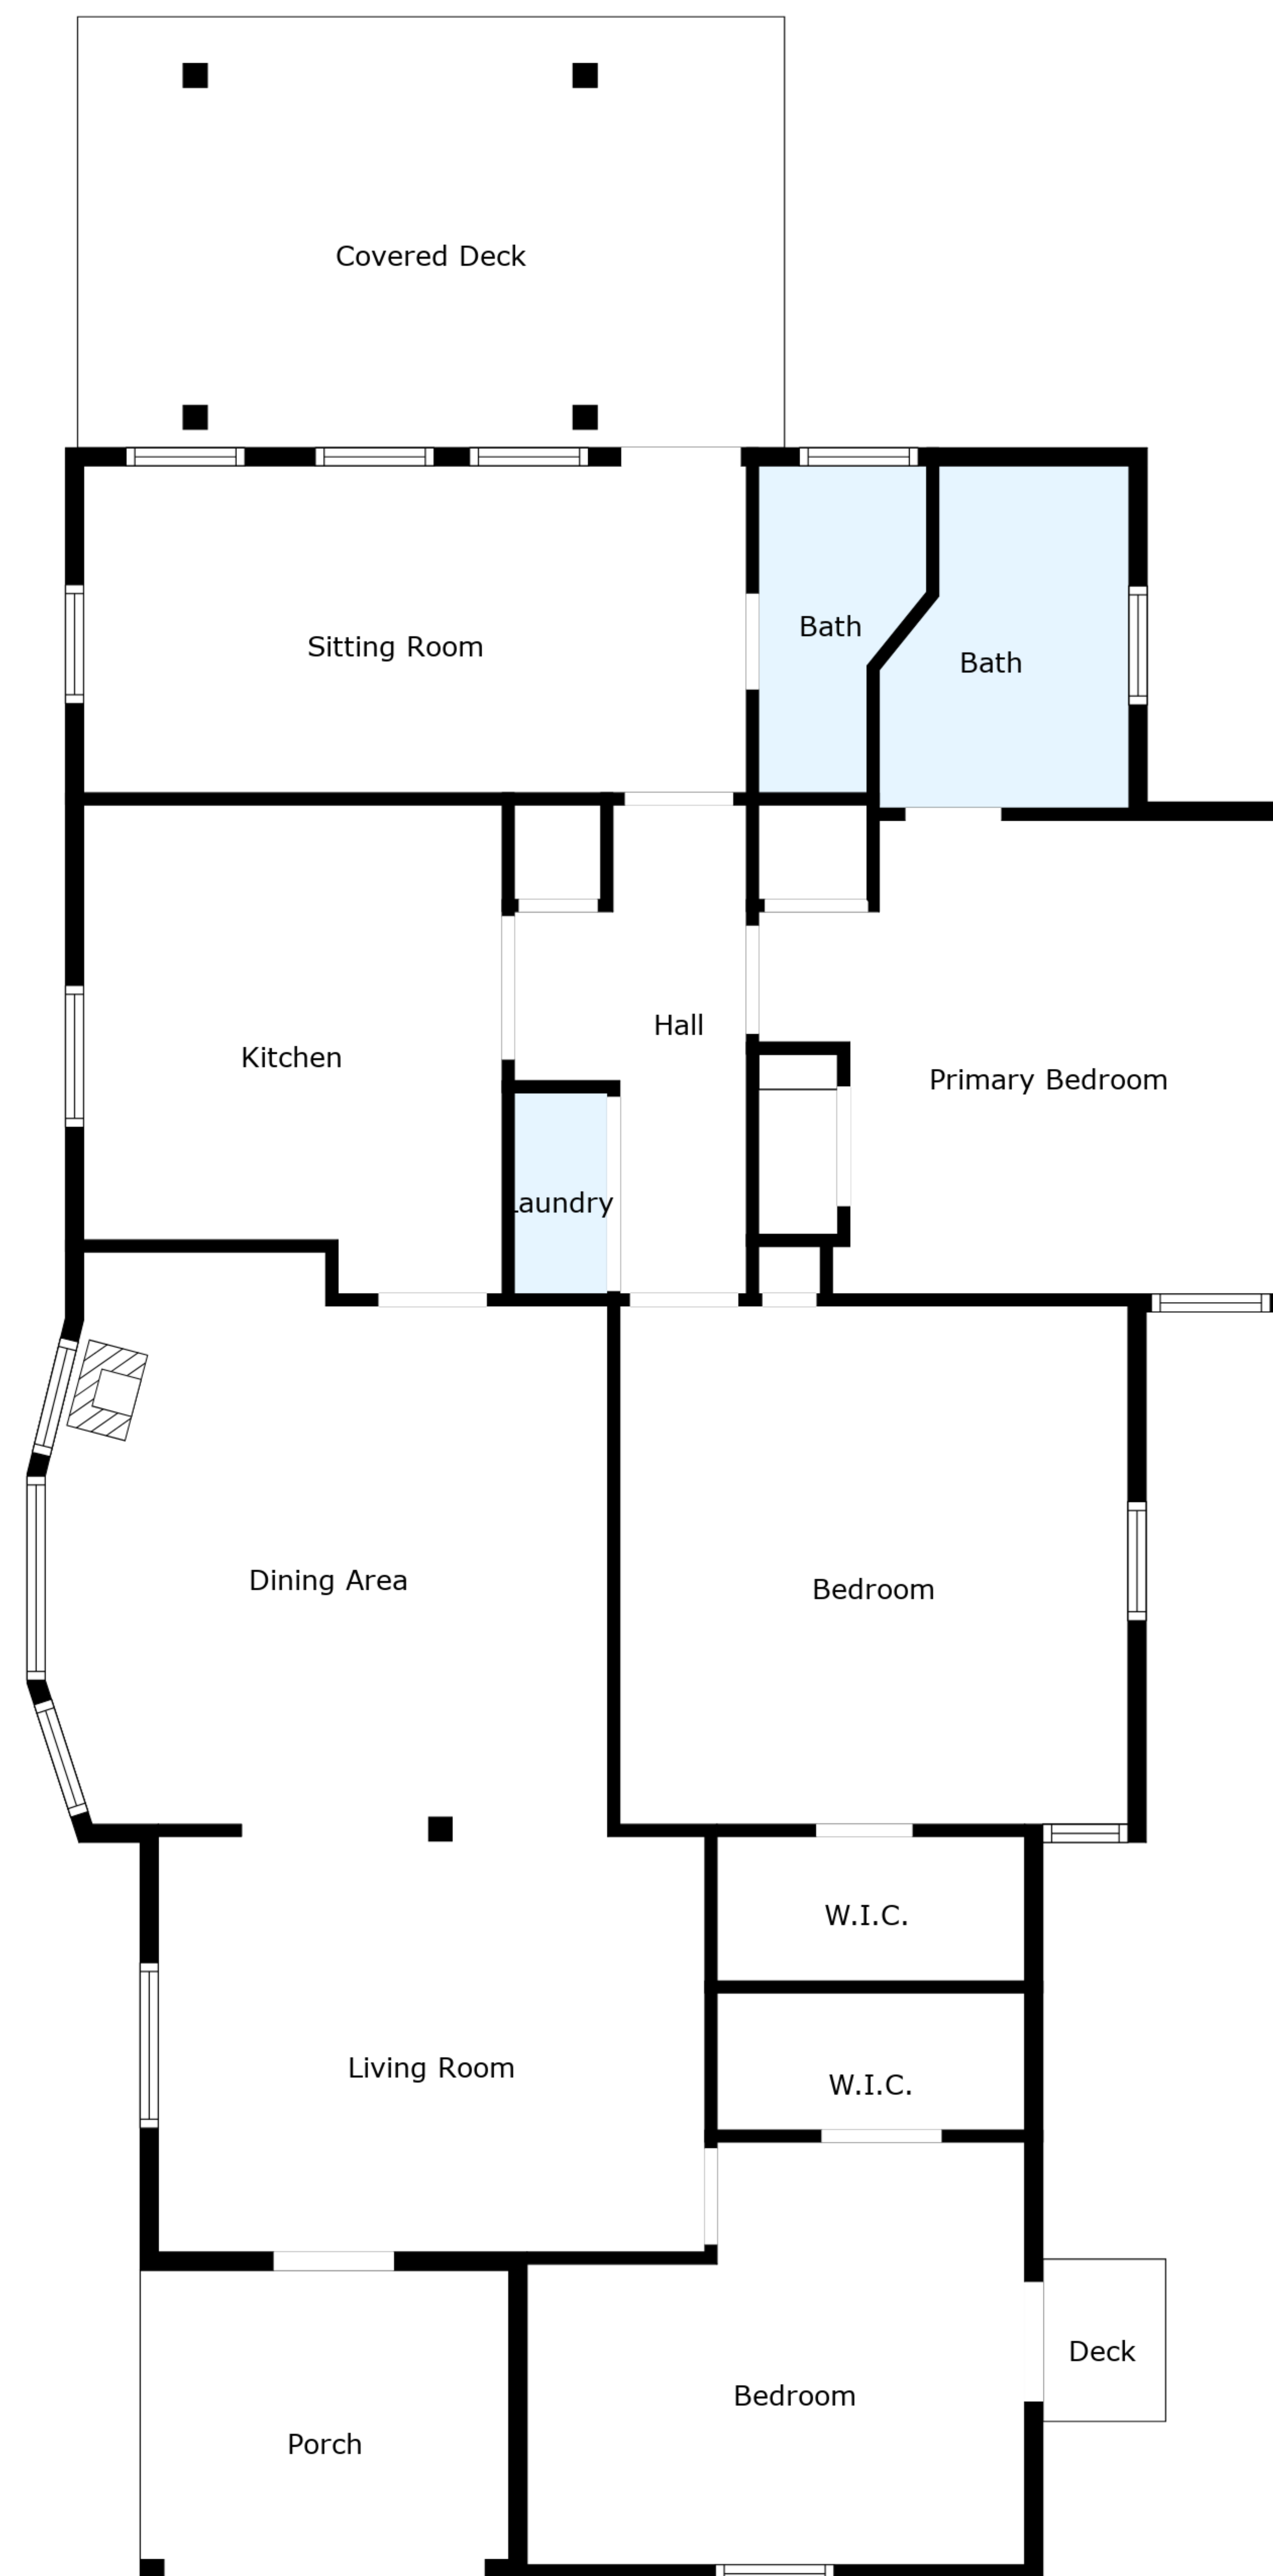 Covered Deck
Sitting Room
Bath
Bath
Hall
Kitchen
Primary Bedroom
Laundry
Dining Area
Bedroom
W.I.C.
Living Room
W.I.C.
Deck
Bedroom
Porch